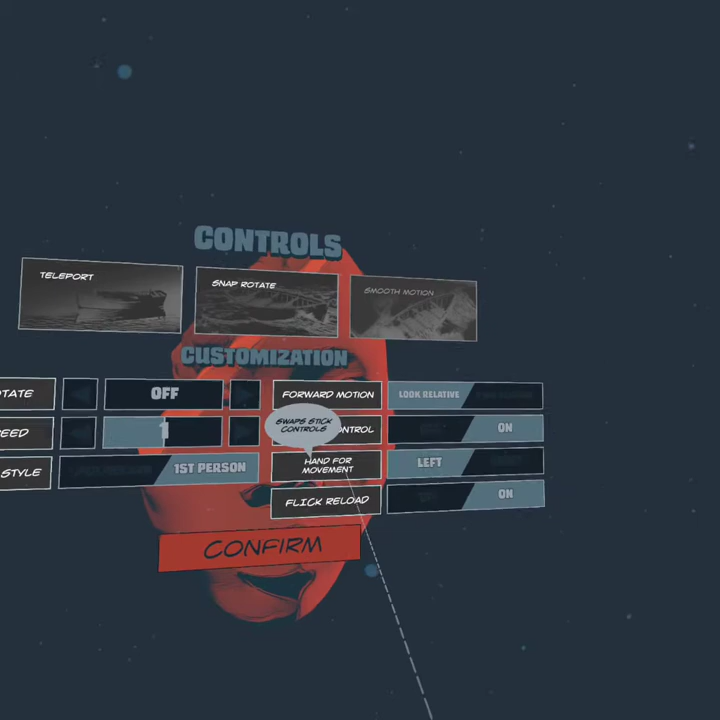 CONTROLS
TELEPORT
SNAP ROTATE
SMOOTH MOTION
CUSTOMIZATION
OTATE
OFF
FORWARD MOTION
LOOK RELATIVE
EED
1
SWAPS STICK
CONTROLS
ONTROL
ON
STYLE
1ST PERSON
HAND FOR
MOVEMENT
LEFT
FLICK RELOAD
ON
CONFIRM